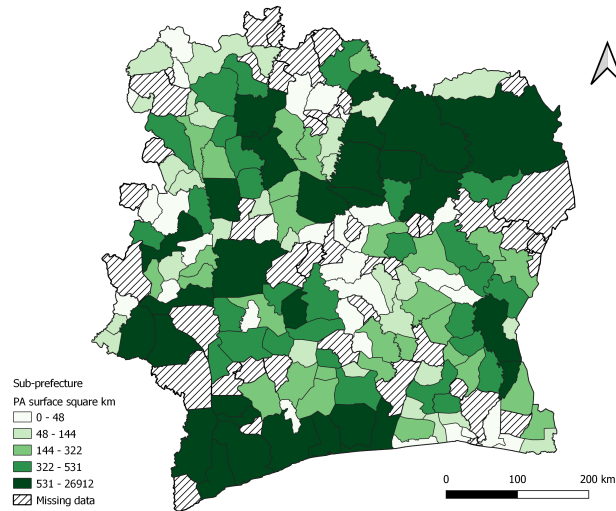 Sub-prefecture
PA surface square km
0 - 48
48 - 144
144 - 322
322 - 531
531 - 26912
Missing data
0 100 200 km